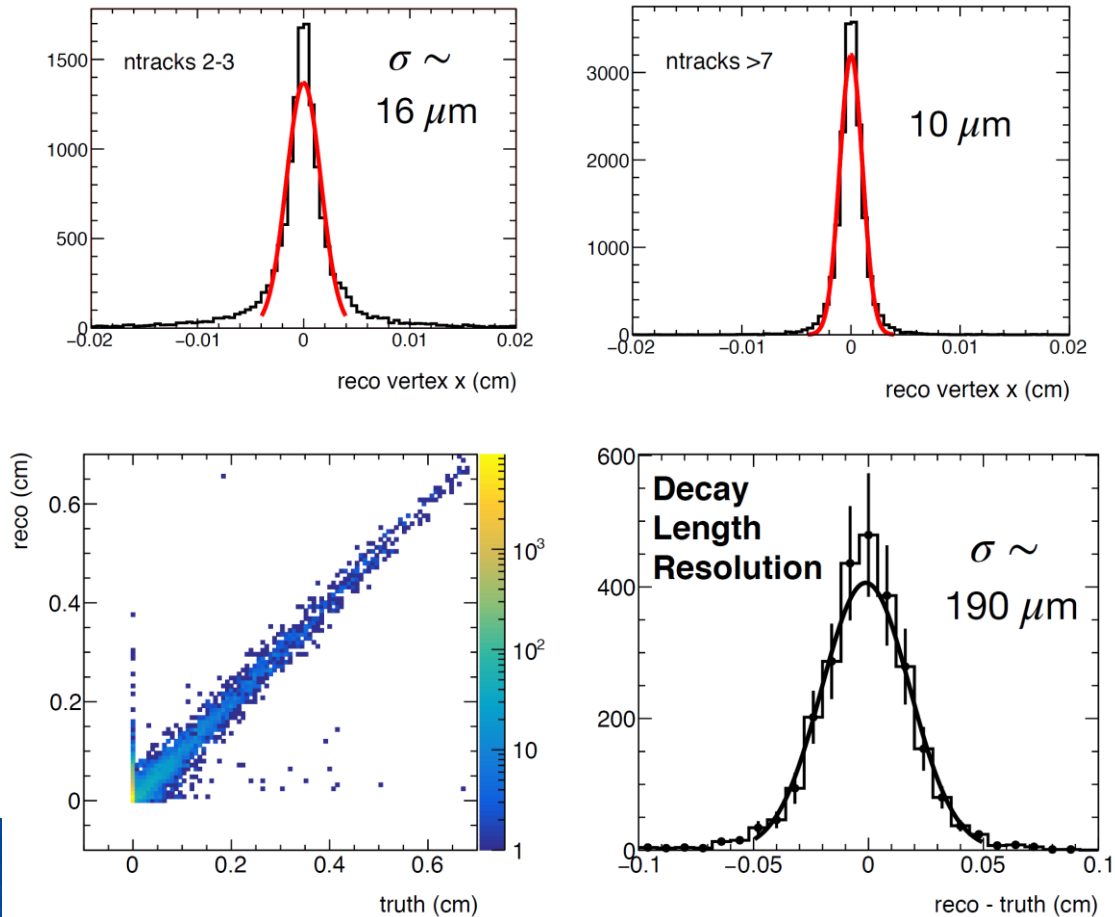 ntracks 2-3
σ ∼
16 μm
1500
1000
500
0
−0.02
−0.01
0
0.01
0.02
reco vertex x (cm)
ntracks >7
10 μm
3000
2000
1000
0
−0.02
−0.01
0
0.01
0.02
reco vertex x (cm)
reco (cm)
0.6
0.4
0.2
0
0
0.2
0.4
0.6
truth (cm)
10³
10²
10
1
Decay
Length
Resolution
σ ∼
190 μm
600
400
200
0
−0.1
−0.05
0
0.05
0.1
reco - truth (cm)